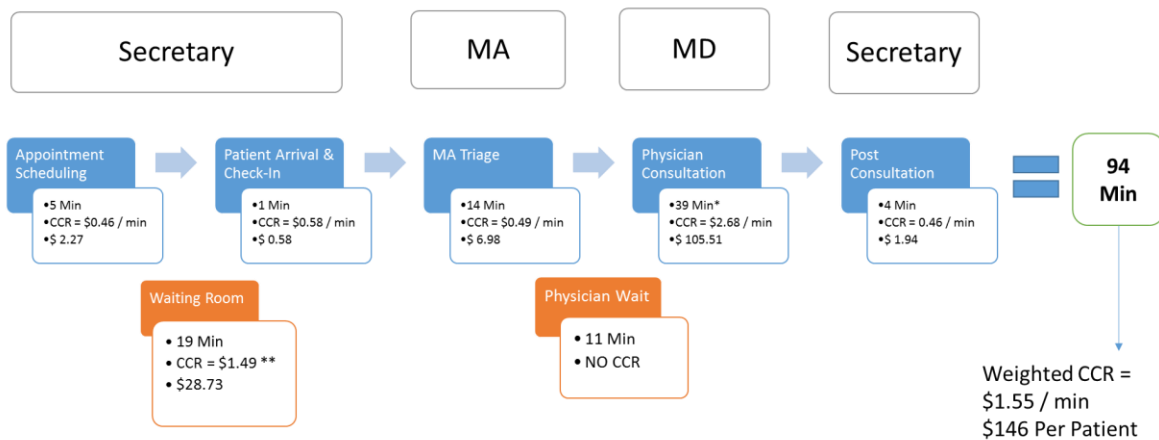 Secretary
MA
MD
Secretary
Appointment
Scheduling
•5 Min
•CCR = $0.46 / min
•$ 2.27
Patient Arrival &
Check-In
•1 Min
•CCR = $0.58 / min
•$ 0.58
MA Triage
•14 Min
•CCR = $0.49 / min
•$ 6.98
Physician
Consultation
•39 Min*
•CCR = $2.68 / min
•$ 105.51
Post
Consultation
•4 Min
•CCR = 0.46 / min
•$ 1.94
94
Min
Waiting Room
• 19 Min
• CCR = $1.49 **
• $28.73
Physician Wait
• 11 Min
• NO CCR
Weighted CCR =
$1.55 / min
$146 Per Patient